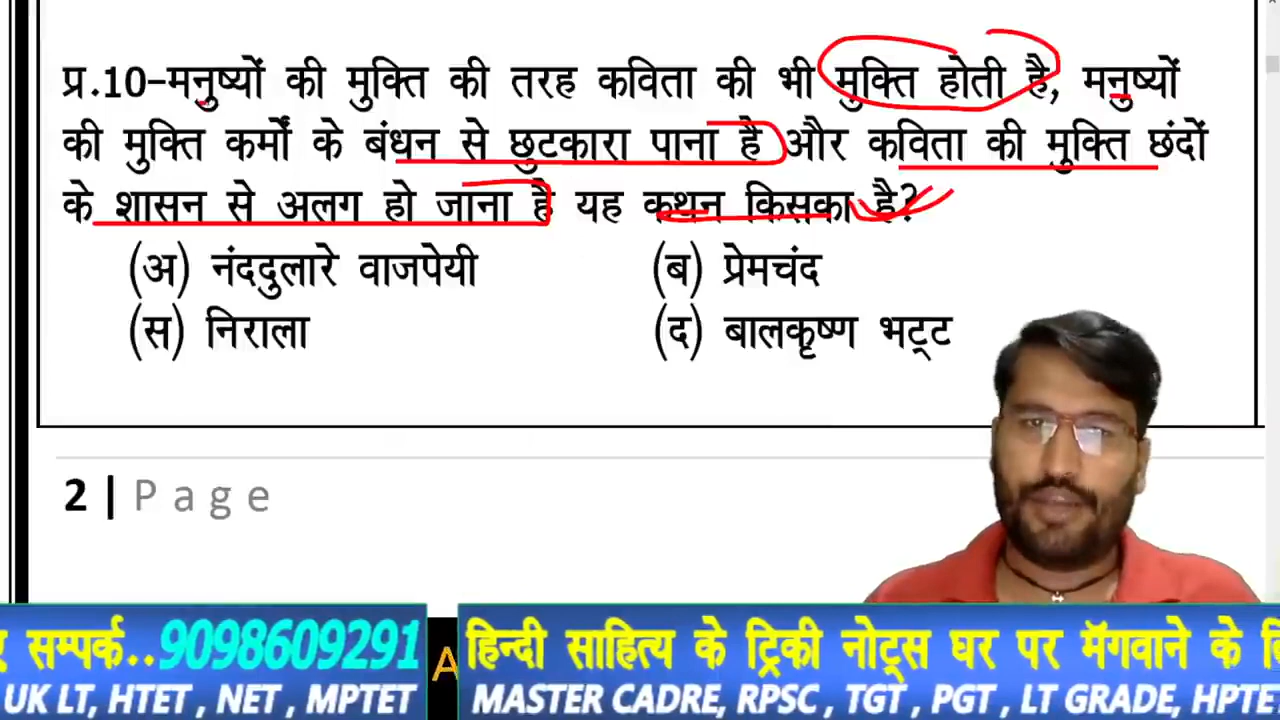 प्र.10-मनुष्यों की मुक्ति की तरह कविता की भी मुक्ति होती है, मनुष्यों
की मुक्ति कर्मों के बंधन से छुटकारा पाना है और कविता की मुक्ति छंदों
के शासन से अलग हो जाना है यह कथन किसका है?
(अ) नंददुलारे वाजपेयी (ब) प्रेमचंद
(स) निराला (द) बालकृष्ण भट्ट
2 | Page
सम्पर्क..9098609291 A हिन्दी साहित्य के ट्रिकी नोट्स घर पर मॅगवाने के
UK LT, HTET , NET , MPTET MASTER CADRE, RPSC , TGT , PGT , LT GRADE, HPTE